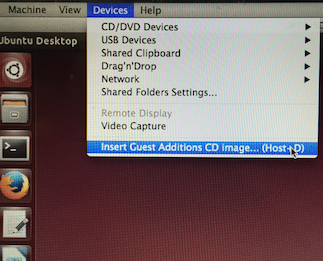 Machine View Devices Help
Ubuntu Desktop
CD/DVD Devices
USB Devices
Shared Clipboard
Drag'n'Drop
Network
Shared Folders Settings...
Remote Display
Video Capture
Insert Guest Additions CD image... (Host+D)